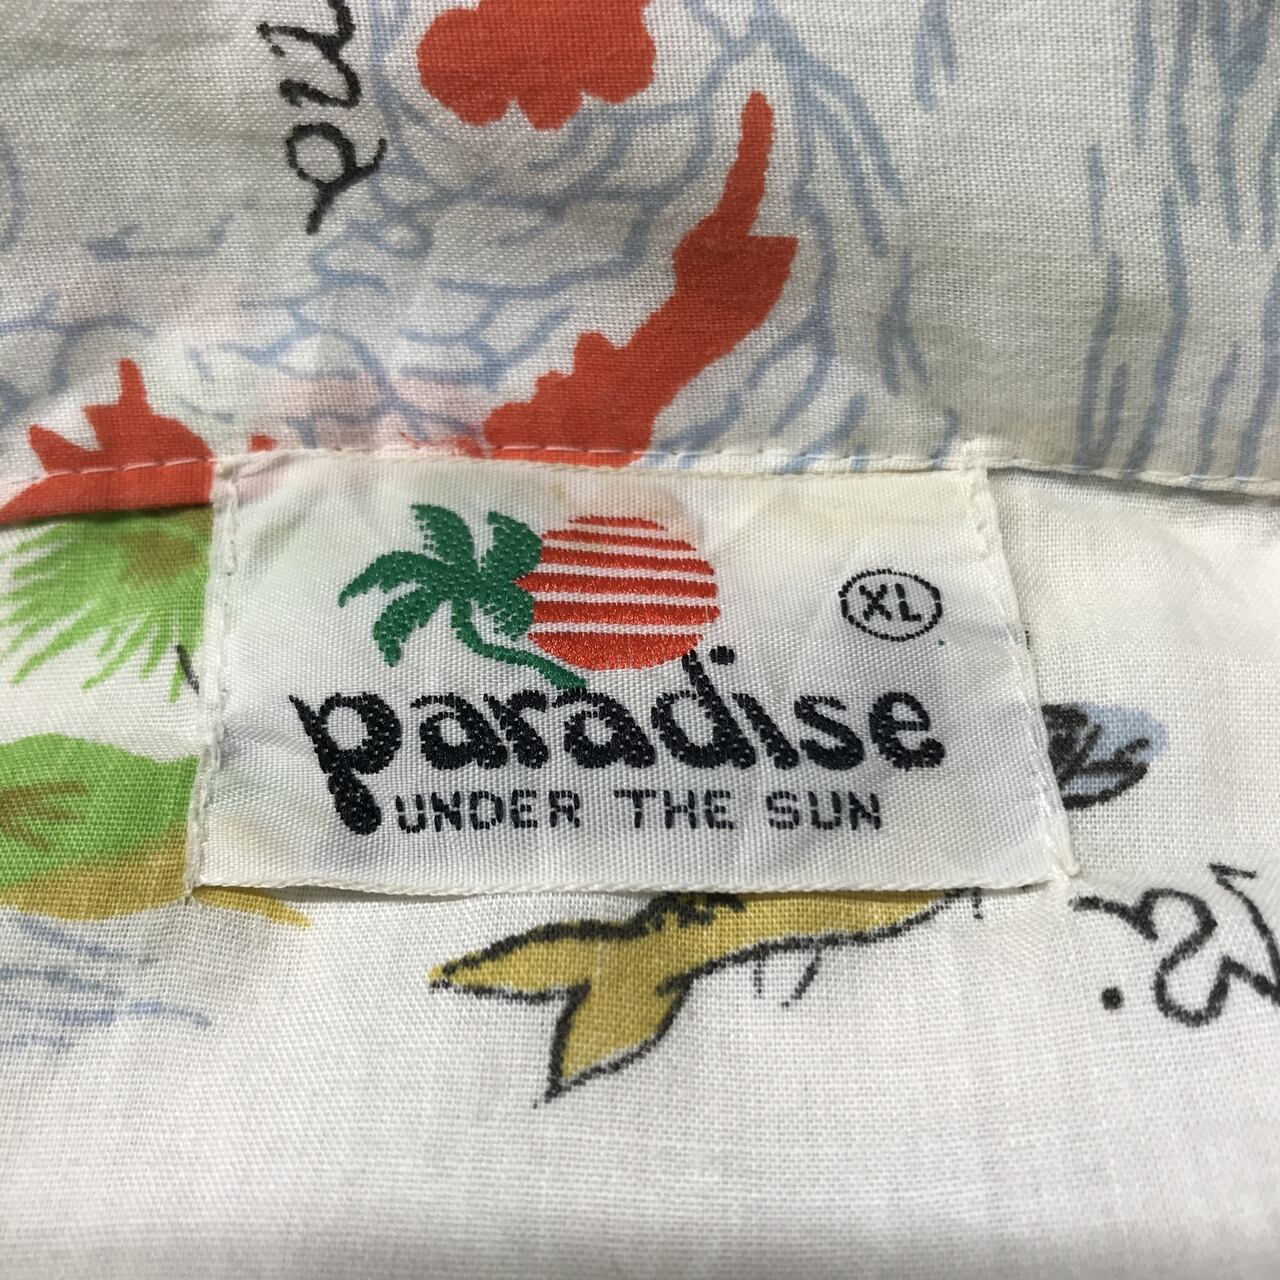 XL
paradise
UNDER THE SUN